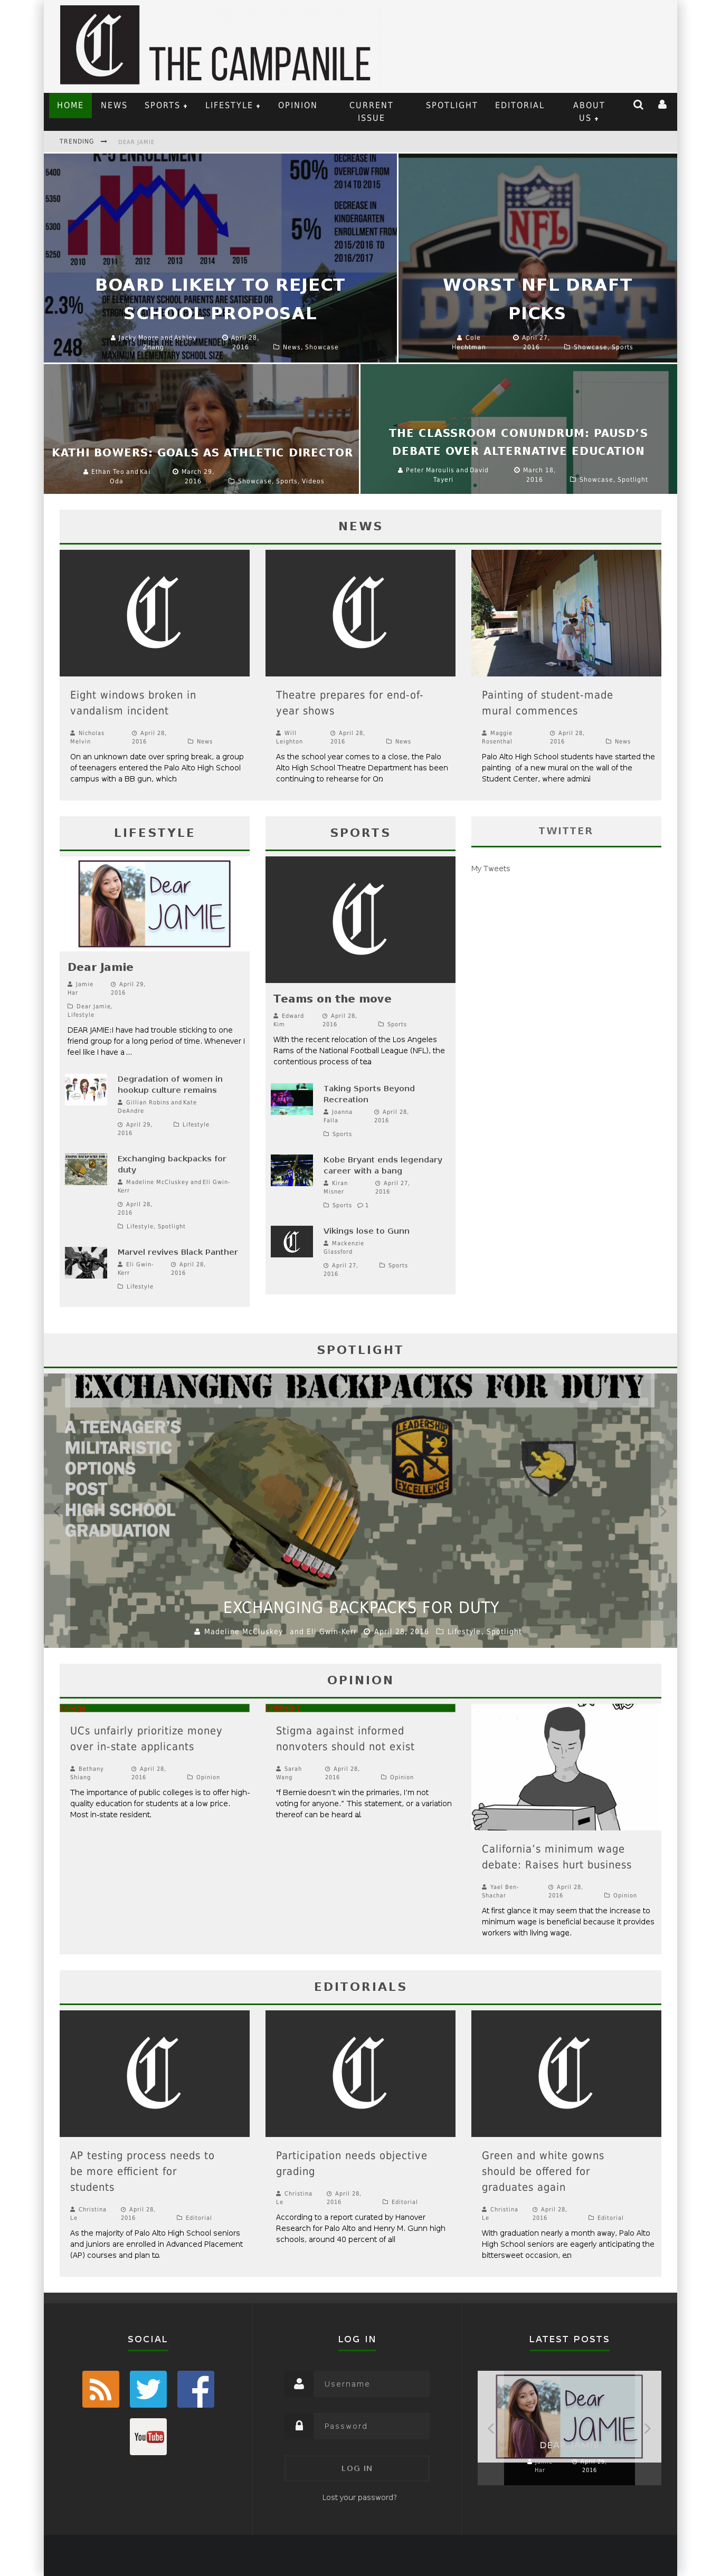 C THE CAMPANILE
HOME NEWS SPORTS LIFESTYLE OPINION CURRENT ISSUE SPOTLIGHT EDITORIAL ABOUT US
TRENDING DEAR JAMIE
K-5 ENROLLMENT
5400
5350
5300
5250
2010 2011 2012 2013 2014 2015
50%
DECREASE IN
OVERFLOW FROM
2014 TO 2015
5%
DECREASE IN
KINDERGARTEN
ENROLLMENT FROM
2015/2016 TO
2016/2017
2.3%
248
BOARD LIKELY TO REJECT
SCHOOL PROPOSAL
Jacky Moore and Ashley
April 28,
2016
News, Showcase
NFL
WORST NFL DRAFT
PICKS
Cole
Hechtman
April 27,
2016
Showcase, Sports
KATHI BOWERS: GOALS AS ATHLETIC DIRECTOR
Ethan Teo and Kai
Oda
March 29,
2016
Showcase, Sports, Videos
THE CLASSROOM CONUNDRUM: PAUSD’S
DEBATE OVER ALTERNATIVE EDUCATION
Peter Maroulis and David
Tayeri
March 18,
2016
Showcase, Spotlight
NEWS
C
Eight windows broken in
vandalism incident
Nicholas
Melvin
April 28,
2016
News
On an unknown date over spring break, a group
of teenagers entered the Palo Alto High School
campus with a BB gun, which
C
Theatre prepares for end-of-
year shows
Will
Leighton
April 28,
2016
News
As the school year comes to a close, the Palo
Alto High School Theatre Department has been
continuing to rehearse for On
Painting of student-made
mural commences
Maggie
Rosenthal
April 28,
2016
News
Palo Alto High School students have started the
painting of a new mural on the wall of the
Student Center, where admini
LIFESTYLE
Dear
JAMIE
Dear Jamie
Jamie
Har
April 29,
2016
Dear Jamie,
Lifestyle
DEAR JAMIE:I have had trouble sticking to one
friend group for a long period of time. Whenever I
feel like I have a ...
Degradation of women in
hookup culture remains
Gillian Robins and Kate
DeAndre
April 29,
2016
Lifestyle
Exchanging backpacks for
duty
Madeline McCluskey and Eli Gwin-
Kerr
April 28,
2016
Lifestyle, Spotlight
Marvel revives Black Panther
Eli Gwin-
Kerr
April 28,
2016
Lifestyle
SPORTS
C
Teams on the move
Edward
Kim
April 28,
2016
Sports
With the recent relocation of the Los Angeles
Rams of the National Football League (NFL), the
contentious process of tea
Taking Sports Beyond
Recreation
Joanna
Falla
April 28,
2016
Sports
Kobe Bryant ends legendary
career with a bang
Kiran
Misner
April 27,
2016
Sports 1
C
Vikings lose to Gunn
Mackenzie
Glassford
April 27,
2016
Sports
TWITTER
My Tweets
SPOTLIGHT
EXCHANGING BACKPACKS FOR DUTY
A TEENAGER'S
MILITARISTIC
OPTIONS
POST
HIGH SCHOOL
GRADUATION
LEADERSHIP
EXCELLENCE
EXCHANGING BACKPACKS FOR DUTY
Madeline McCluskey and Eli Gwin-Kerr April 28, 2016 Lifestyle, Spotlight
OPINION
UCs unfairly prioritize money
over in-state applicants
Bethany
Shiang
April 28,
2016
Opinion
The importance of public colleges is to offer high-
quality education for students at a low price.
Most in-state resident.
Stigma against informed
nonvoters should not exist
Sarah
Wang
April 28,
2016
Opinion
“If Bernie doesn’t win the primaries, I’m not
voting for anyone.” This statement, or a variation
thereof can be heard al
California’s minimum wage
debate: Raises hurt business
Yael Ben-
Shachar
April 28,
2016
Opinion
At first glance it may seem that the increase to
minimum wage is beneficial because it provides
workers with living wage.
EDITORIALS
C
AP testing process needs to
be more efficient for
students
Christina
Le
April 28,
2016
Editorial
As the majority of Palo Alto High School seniors
and juniors are enrolled in Advanced Placement
(AP) courses and plan to
C
Participation needs objective
grading
Christina
Le
April 28,
2016
Editorial
According to a report curated by Hanover
Research for Palo Alto and Henry M. Gunn high
schools, around 40 percent of all
C
Green and white gowns
should be offered for
graduates again
Christina
Le
April 28,
2016
Editorial
With graduation nearly a month away, Palo Alto
High School seniors are eagerly anticipating the
bittersweet occasion, en
SOCIAL
YouTube
LOG IN
Username
Password
LOG IN
Lost your password?
LATEST POSTS
Dear
JAMIE
Har
2016